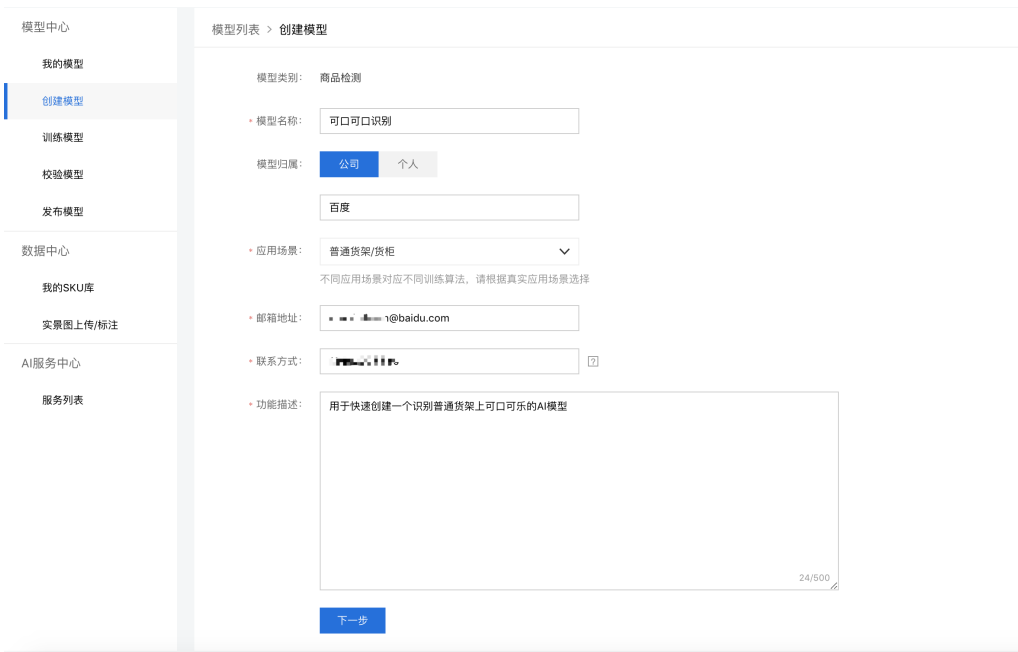 模型中心
我的模型
创建模型
训练模型
校验模型
发布模型
数据中心
我的SKU库
实景图上传/标注
AI服务中心
服务列表
模型列表 > 创建模型
模型类别: 商品检测
* 模型名称: 可口可口识别
模型归属: 公司 个人
百度
* 应用场景: 普通货架/货柜
不同应用场景对应不同训练算法，请根据真实应用场景选择
* 邮箱地址: @baidu.com
* 联系方式: ?
* 功能描述: 用于快速创建一个识别普通货架上可口可乐的AI模型
24/500
下一步